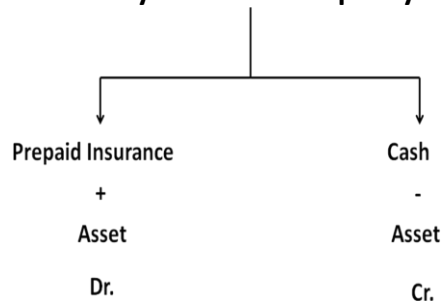 Prepaid Insurance Cash
+ -
Asset Asset
Dr. Cr.